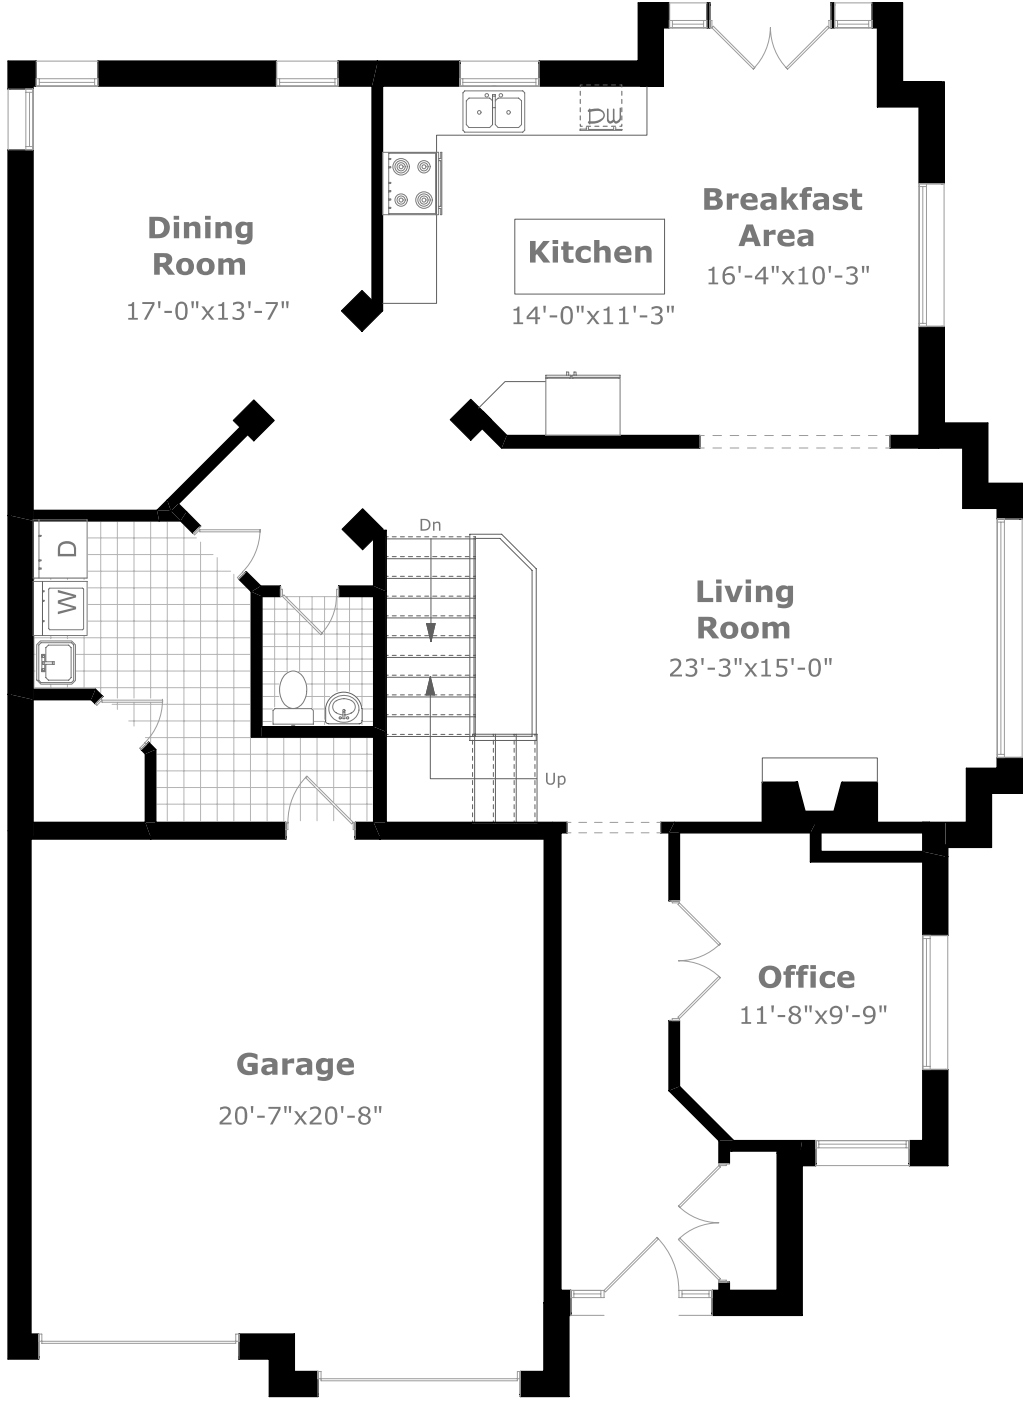 DW
Breakfast
Area
16'-4"x10'-3"
Dining
Room
17'-0"x13'-7"
Kitchen
14'-0"x11'-3"
Dn
D
W
Living
Room
23'-3"x15'-0"
Up
Office
11'-8"x9'-9"
Garage
20'-7"x20'-8"